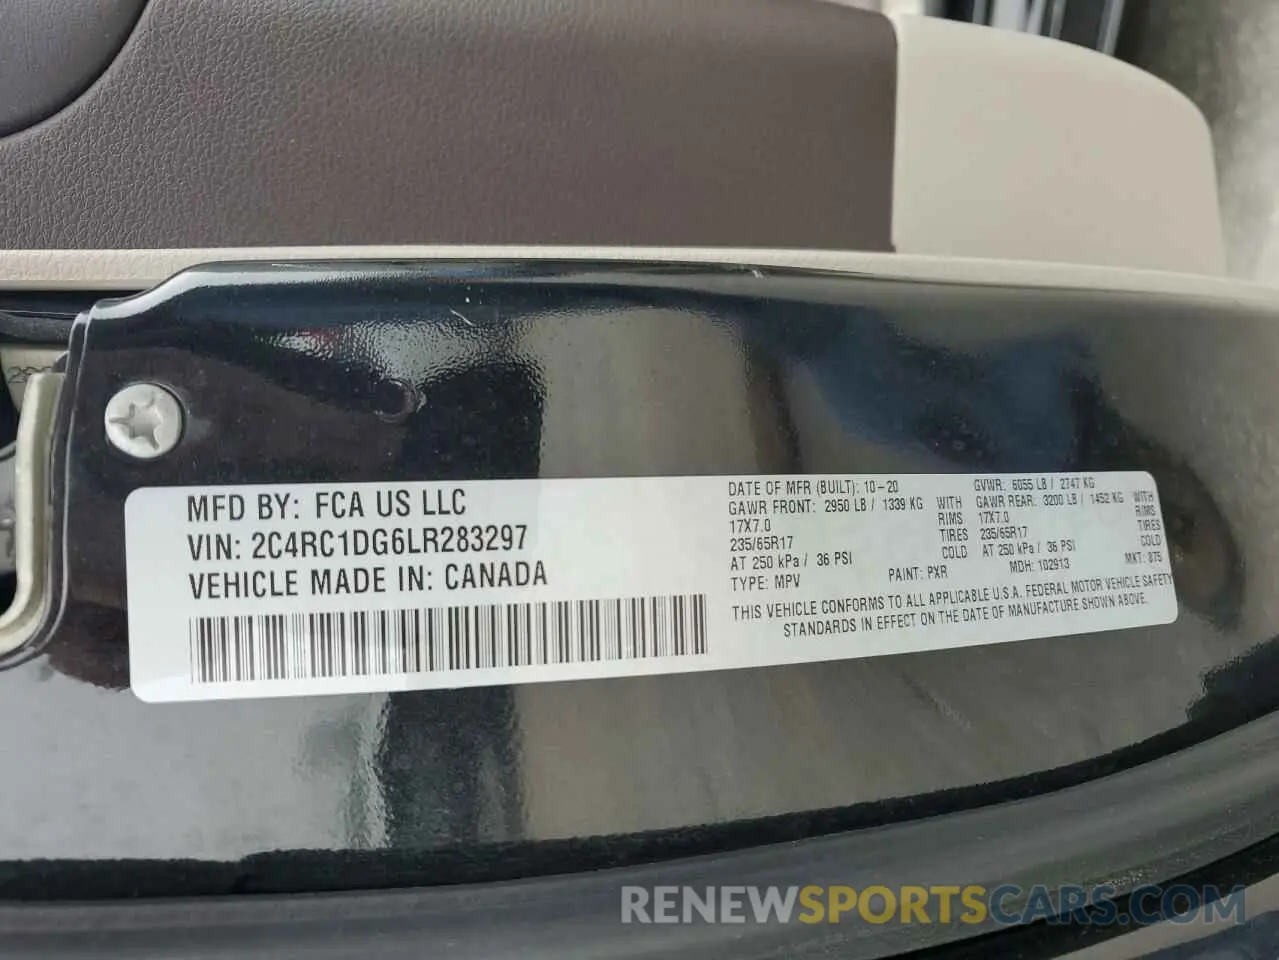 MFD BY: FCA US LLC
VIN: 2C4RC1DG6LR283297
VEHICLE MADE IN: CANADA
DATE OF MFR (BUILT): 10-20 GVWR: 6055 LB / 2747 KG
GAWR FRONT: 2950 LB / 1339 KG WITH GAWR REAR: 3200 LB / 1452 KG WITH
17X7.0 RIMS 17X7.0 RIMS
235/65R17 TIRES 235/65R17 TIRES
AT 250 kPa / 36 PSI COLD AT 250 kPa / 36 PSI COLD
TYPE: MPV PAINT: PXR MDH: 102913 MKT: B75
THIS VEHICLE CONFORMS TO ALL APPLICABLE U.S.A. FEDERAL MOTOR VEHICLE SAFETY
STANDARDS IN EFFECT ON THE DATE OF MANUFACTURE SHOWN ABOVE.
RENEWSPORTSCARS.COM